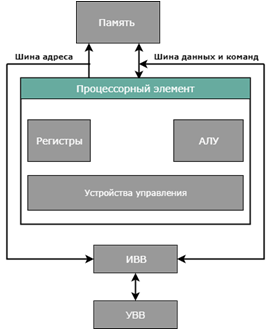 Память
Шина адреса
Шина данных и команд
Процессорный элемент
Регистры
АЛУ
Устройства управления
ИВВ
УВВ